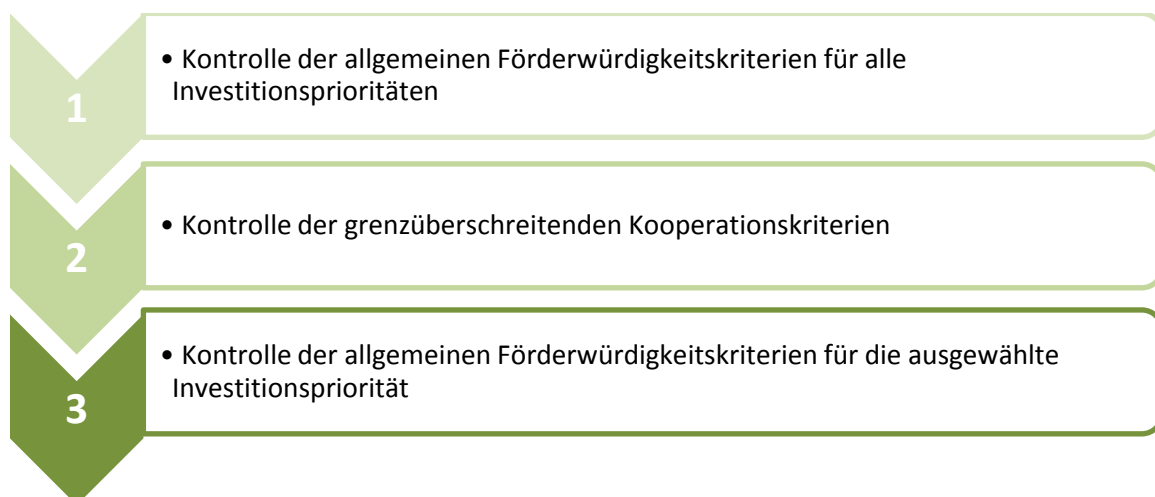 1
• Kontrolle der allgemeinen Förderwürdigkeitskriterien für alle
Investitionsprioritäten
2
• Kontrolle der grenzüberschreitenden Kooperationskriterien
3
• Kontrolle der allgemeinen Förderwürdigkeitskriterien für die ausgewählte
Investitionspriorität